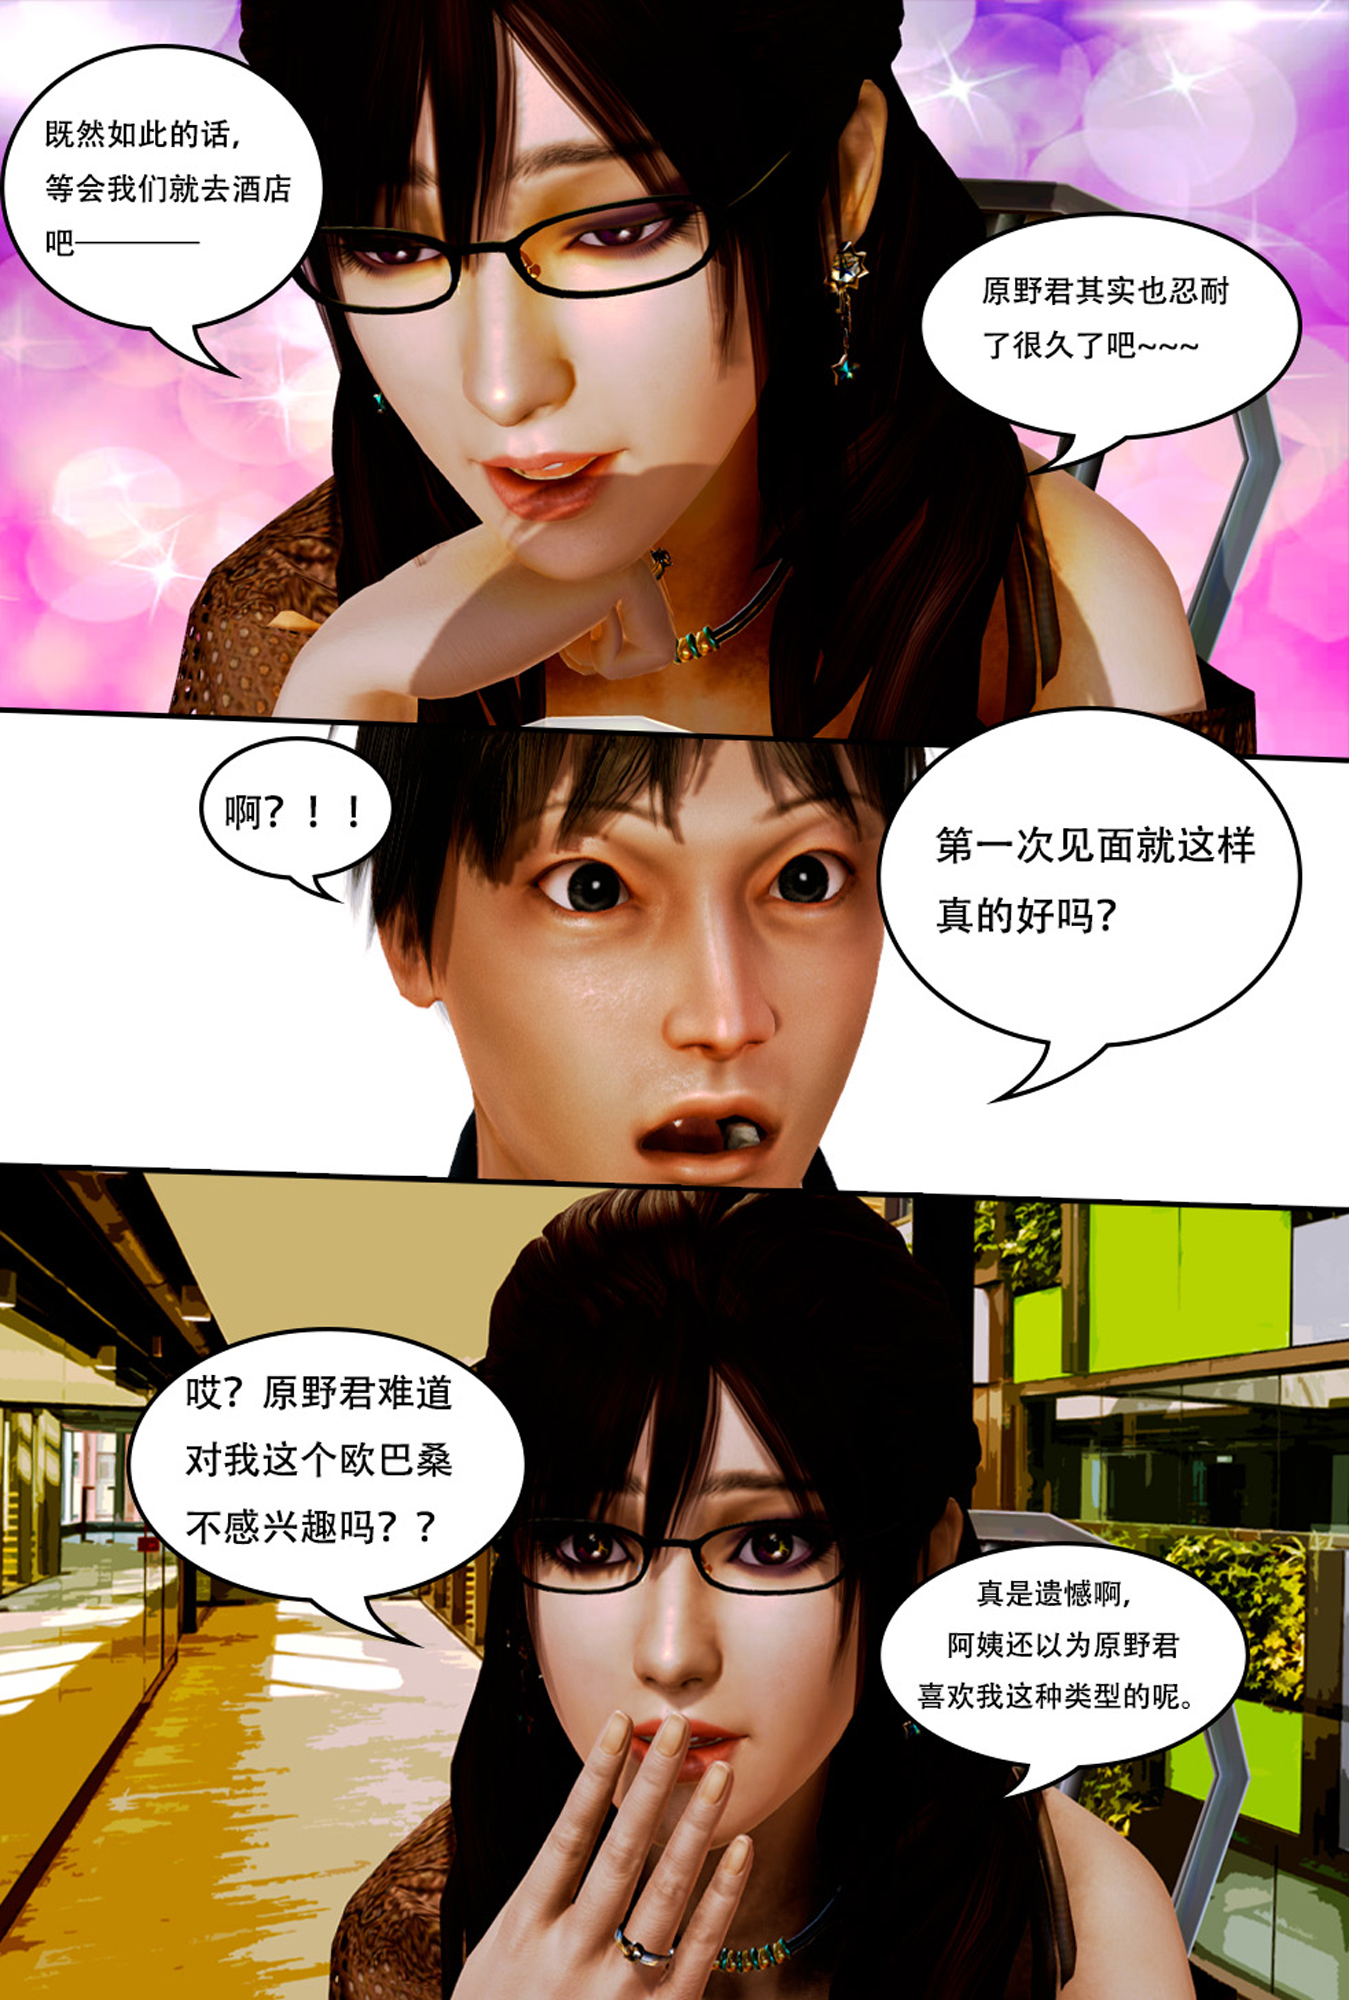 既然如此的话,
等会我们就去酒店
吧————
原野君其实也忍耐
了很久了吧~~~
啊？！！
第一次见面就这样
真的好吗?
哎？原野君难道
对我这个欧巴桑
不感兴趣吗？？
真是遗憾啊,
阿姨还以为原野君
喜欢我这种类型的呢。